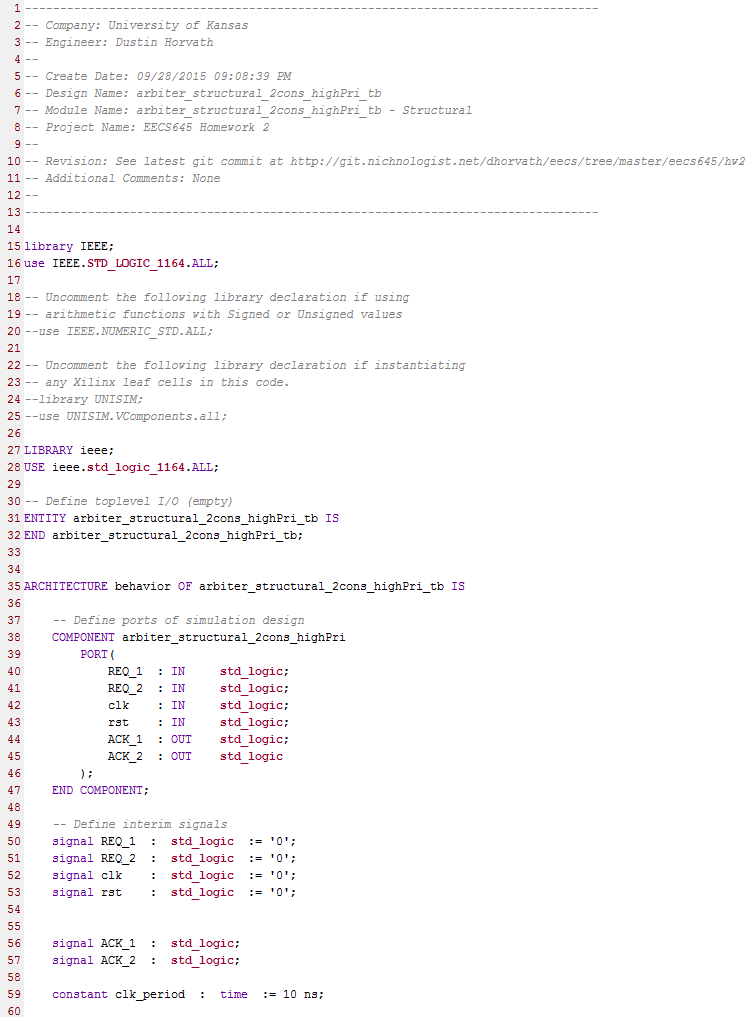 1 ----------------------------------------------------------------------------------
2 -- Company: University of Kansas
3 -- Engineer: Dustin Horvath
4 --
5 -- Create Date: 09/28/2015 09:08:39 PM
6 -- Design Name: arbiter_structural_2cons_highPri_tb
7 -- Module Name: arbiter_structural_2cons_highPri_tb - Structural
8 -- Project Name: EECS645 Homework 2
9 --
10 -- Revision: See latest git commit at http://git.nichnologist.net/dhorvath/eecs/tree/master/eecs645/hw2
11 -- Additional Comments: None
12 --
13 ----------------------------------------------------------------------------------
14
15 library IEEE;
16 use IEEE.STD_LOGIC_1164.ALL;
17
18 -- Uncomment the following library declaration if using
19 -- arithmetic functions with Signed or Unsigned values
20 --use IEEE.NUMERIC_STD.ALL;
21
22 -- Uncomment the following library declaration if instantiating
23 -- any Xilinx leaf cells in this code.
24 --library UNISIM;
25 --use UNISIM.VComponents.all;
26
27 LIBRARY ieee;
28 USE ieee.std_logic_1164.ALL;
29
30 -- Define toplevel I/O (empty)
31 ENTITY arbiter_structural_2cons_highPri_tb IS
32 END arbiter_structural_2cons_highPri_tb;
33
34
35 ARCHITECTURE behavior OF arbiter_structural_2cons_highPri_tb IS
36
37     -- Define ports of simulation design
38     COMPONENT arbiter_structural_2cons_highPri
39         PORT(
40             REQ_1  : IN     std_logic;
41             REQ_2  : IN     std_logic;
42             clk    : IN     std_logic;
43             rst    : IN     std_logic;
44             ACK_1  : OUT    std_logic;
45             ACK_2  : OUT    std_logic
46         );
47     END COMPONENT;
48
49     -- Define interim signals
50     signal REQ_1  :  std_logic  := '0';
51     signal REQ_2  :  std_logic  := '0';
52     signal clk    :  std_logic  := '0';
53     signal rst    :  std_logic  := '0';
54
55
56     signal ACK_1  :  std_logic;
57     signal ACK_2  :  std_logic;
58
59     constant clk_period  :  time  := 10 ns;
60